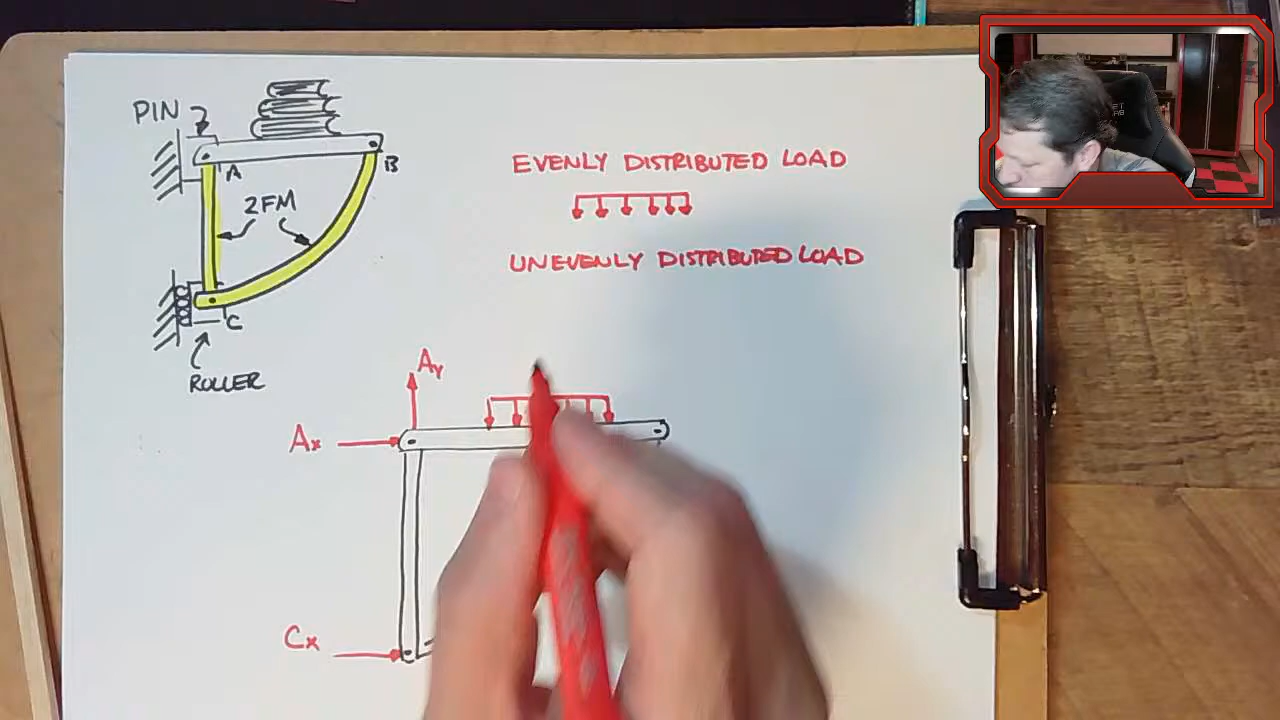 PIN
A
B
2FM
C
ROLLER
EVENLY DISTRIBUTED LOAD
UNEVENLY DISTRIBUTED LOAD
Ay
Ax
Cx